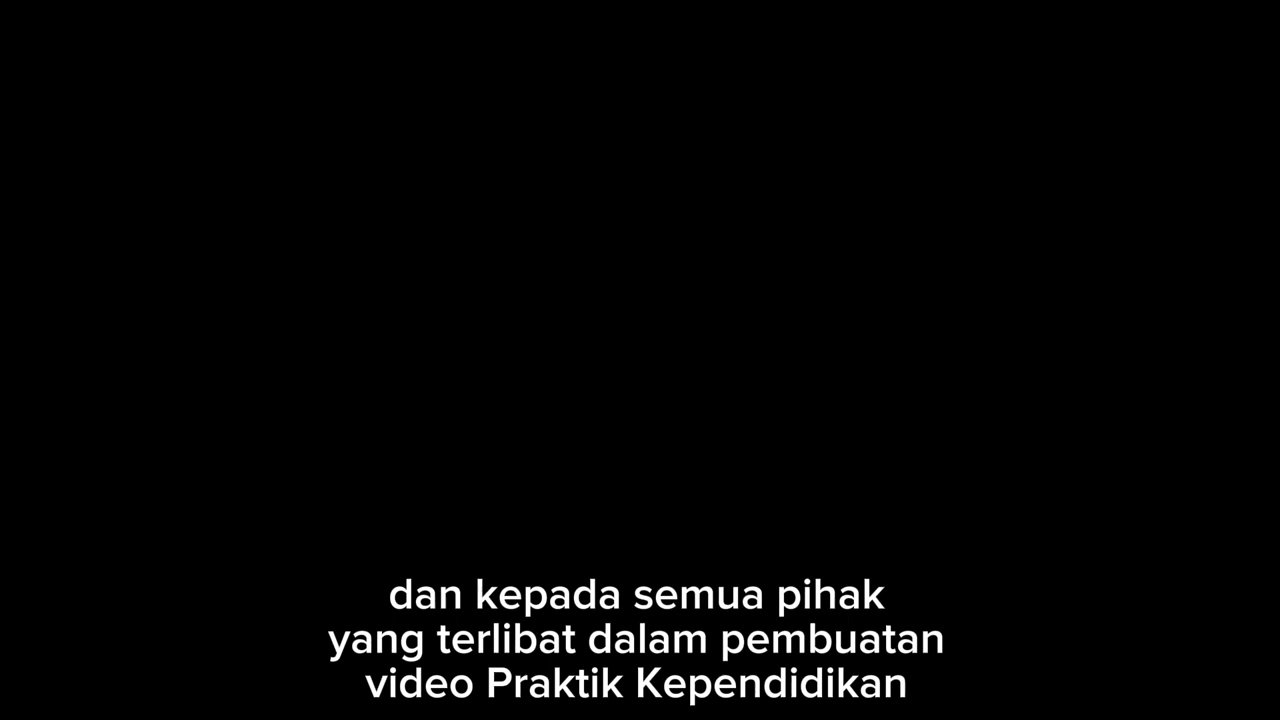 dan kepada semua pihak
yang terlibat dalam pembuatan
video Praktik Kependidikan